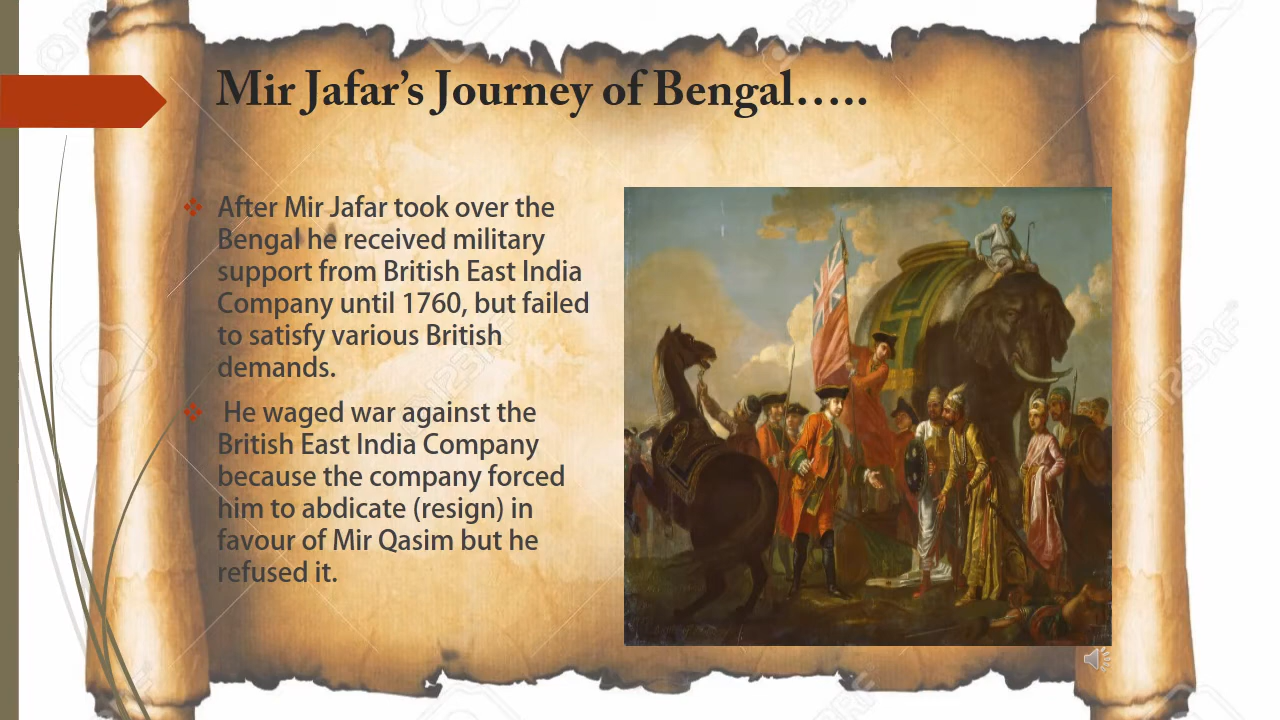 Mir Jafar's Journey of Bengal.....
After Mir Jafar took over the
Bengal he received military
support from British East India
Company until 1760, but failed
to satisfy various British
demands.
He waged war against the
British East India Company
because the company forced
him to abdicate (resign) in
favour of Mir Qasim but he
refused it.
123RF
123RF